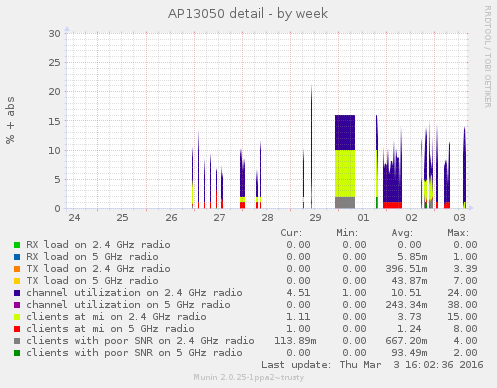 AP13050 detail - by week
RRDTOOL / TOBI OETIKER
% + abs
30
25
20
15
10
5
0
24 25 26 27 28 29 01 02 03
Cur: Min: Avg: Max:
RX load on 2.4 GHz radio 0.00 0.00 0.00 0.00
RX load on 5 GHz radio 0.00 0.00 5.85m 1.00
TX load on 2.4 GHz radio 0.00 0.00 396.51m 3.39
TX load on 5 GHz radio 0.00 0.00 43.87m 7.00
channel utilization on 2.4 GHz radio 4.51 1.00 10.51 24.00
channel utilization on 5 GHz radio 0.00 0.00 243.34m 38.00
clients at mi on 2.4 GHz radio 1.11 0.00 3.73 15.00
clients at mi on 5 GHz radio 1.00 0.00 1.24 8.00
clients with poor SNR on 2.4 GHz radio 113.89m 0.00 667.20m 4.00
clients with poor SNR on 5 GHz radio 0.00 0.00 93.49m 2.00
Last update: Thu Mar 3 16:02:36 2016
Munin 2.0.25-1ppa2~trusty